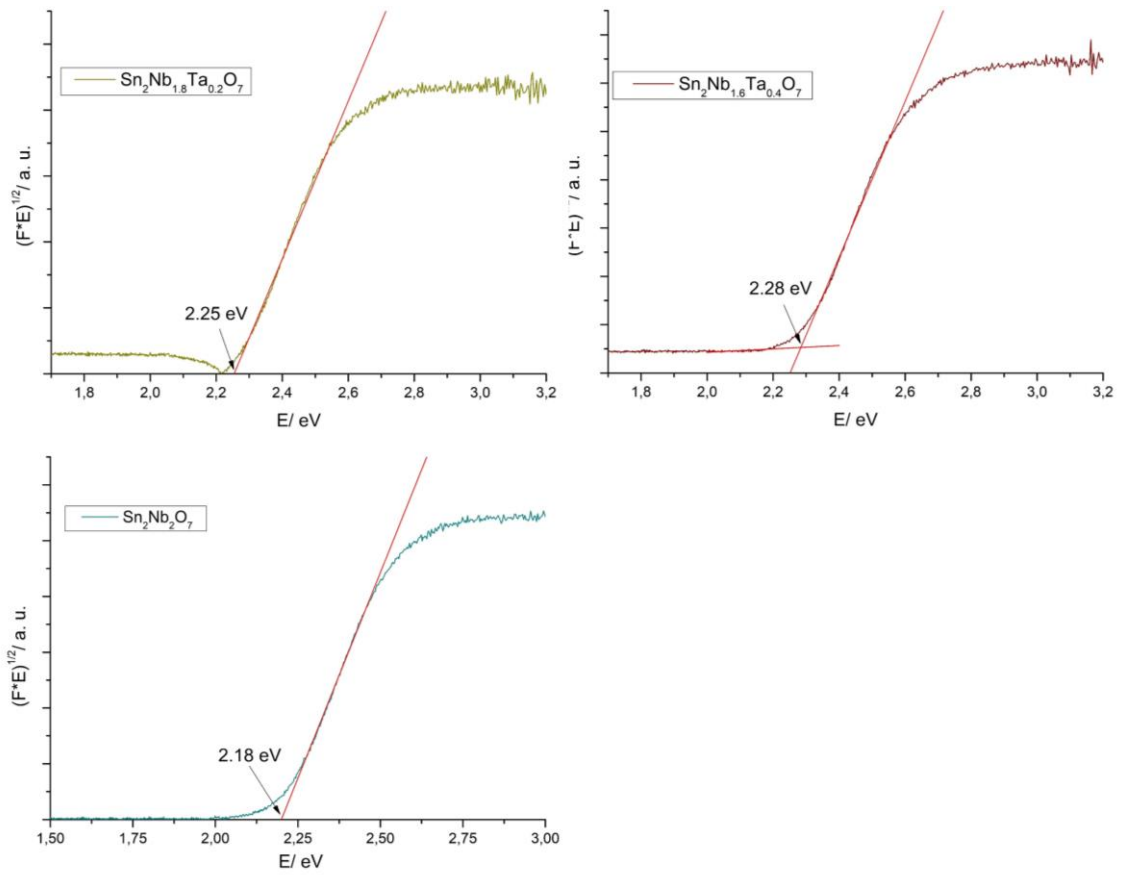 Sn₂Nb₁.₈Ta₀.₂O₇
(F*E)^1/2/ a. u.
2.25 eV
1,8 2,0 2,2 2,4 2,6 2,8 3,0 3,2
E/ eV
Sn₂Nb₁.₆Ta₀.₄O₇
/ a. u.
2.28 eV
1,8 2,0 2,2 2,4 2,6 2,8 3,0 3,2
E/ eV
Sn₂Nb₂O₇
(F*E)^1/2/ a. u.
2.18 eV
1,50 1,75 2,00 2,25 2,50 2,75 3,00
E/ eV